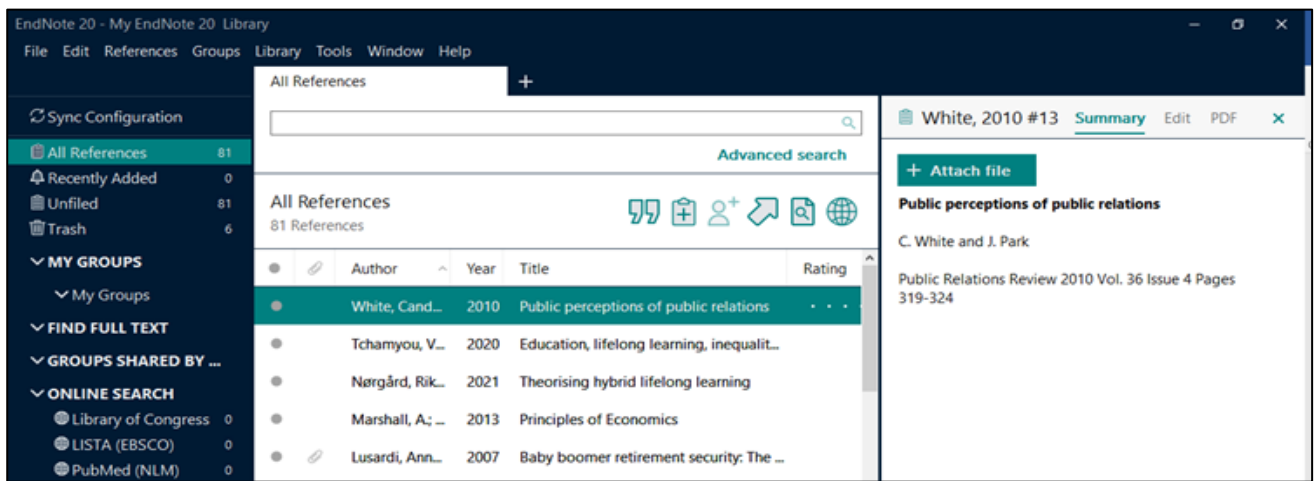 EndNote 20 - My EndNote 20 Library
File Edit References Groups Library Tools Window Help
All References
Sync Configuration
All References 81
Recently Added 0
Unfiled 81
Trash 6
MY GROUPS
My Groups
FIND FULL TEXT
GROUPS SHARED BY ...
ONLINE SEARCH
Library of Congress 0
LISTA (EBSCO) 0
PubMed (NLM) 0
Advanced search
All References
81 References
Author Year Title Rating
White, Cand... 2010 Public perceptions of public relations
Tchamyou, V... 2020 Education, lifelong learning, inequalit...
Nørgård, Rik... 2021 Theorising hybrid lifelong learning
Marshall, A.; ... 2013 Principles of Economics
Lusardi, Ann... 2007 Baby boomer retirement security: The ...
White, 2010 #13 Summary Edit PDF
+ Attach file
Public perceptions of public relations
C. White and J. Park
Public Relations Review 2010 Vol. 36 Issue 4 Pages
319-324